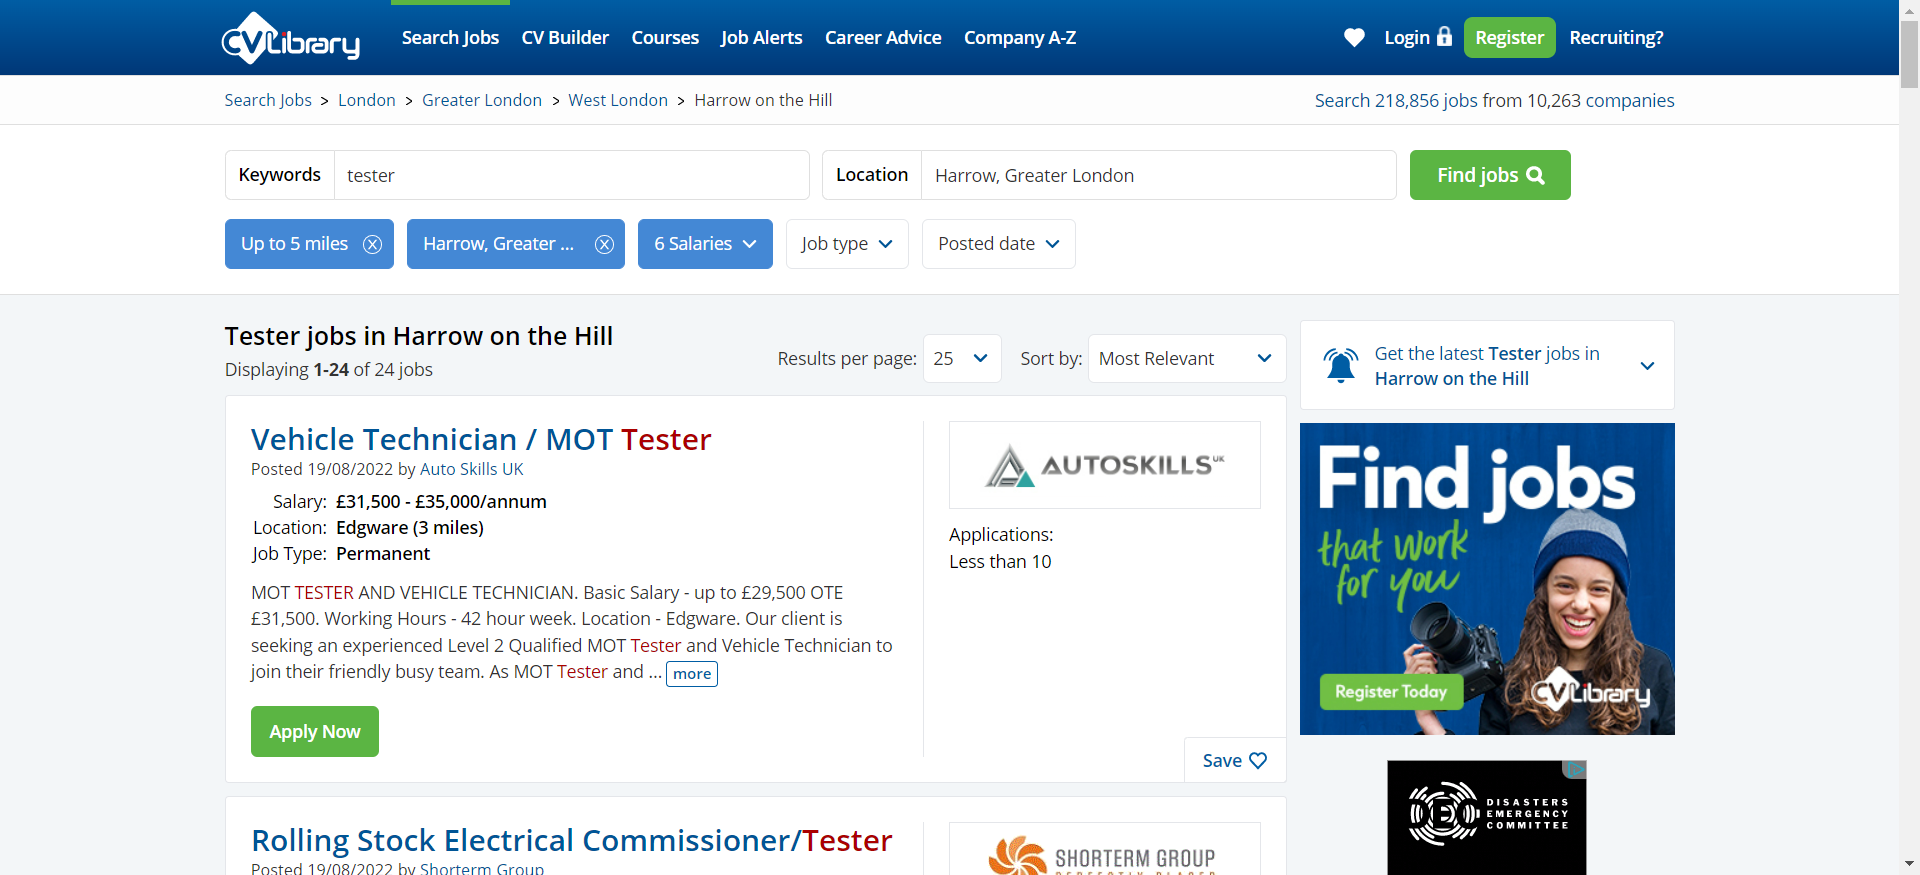 CVLibrary
Search Jobs CV Builder Courses Job Alerts Career Advice Company A-Z Login Register Recruiting?
Search Jobs > London > Greater London > West London > Harrow on the Hill
Search 218,856 jobs from 10,263 companies
Keywords tester Location Harrow, Greater London Find jobs
Up to 5 miles Harrow, Greater ... 6 Salaries Job type Posted date
Tester jobs in Harrow on the Hill
Displaying 1-24 of 24 jobs
Results per page: 25 Sort by: Most Relevant
Vehicle Technician / MOT Tester
Posted 19/08/2022 by Auto Skills UK
Salary: £31,500 - £35,000/annum
Location: Edgware (3 miles)
Job Type: Permanent
MOT TESTER AND VEHICLE TECHNICIAN. Basic Salary - up to £29,500 OTE
£31,500. Working Hours - 42 hour week. Location - Edgware. Our client is
seeking an experienced Level 2 Qualified MOT Tester and Vehicle Technician to
join their friendly busy team. As MOT Tester and ... more
Apply Now
AUTOSKILLS UK
Applications:
Less than 10
Save
Rolling Stock Electrical Commissioner/Tester
Posted 19/08/2022 by Shorterm Group
SHORTERM GROUP
Get the latest Tester jobs in
Harrow on the Hill
Find jobs
that work
for you
Register Today
CVLibrary
DISASTERS
EMERGENCY
COMMITTEE